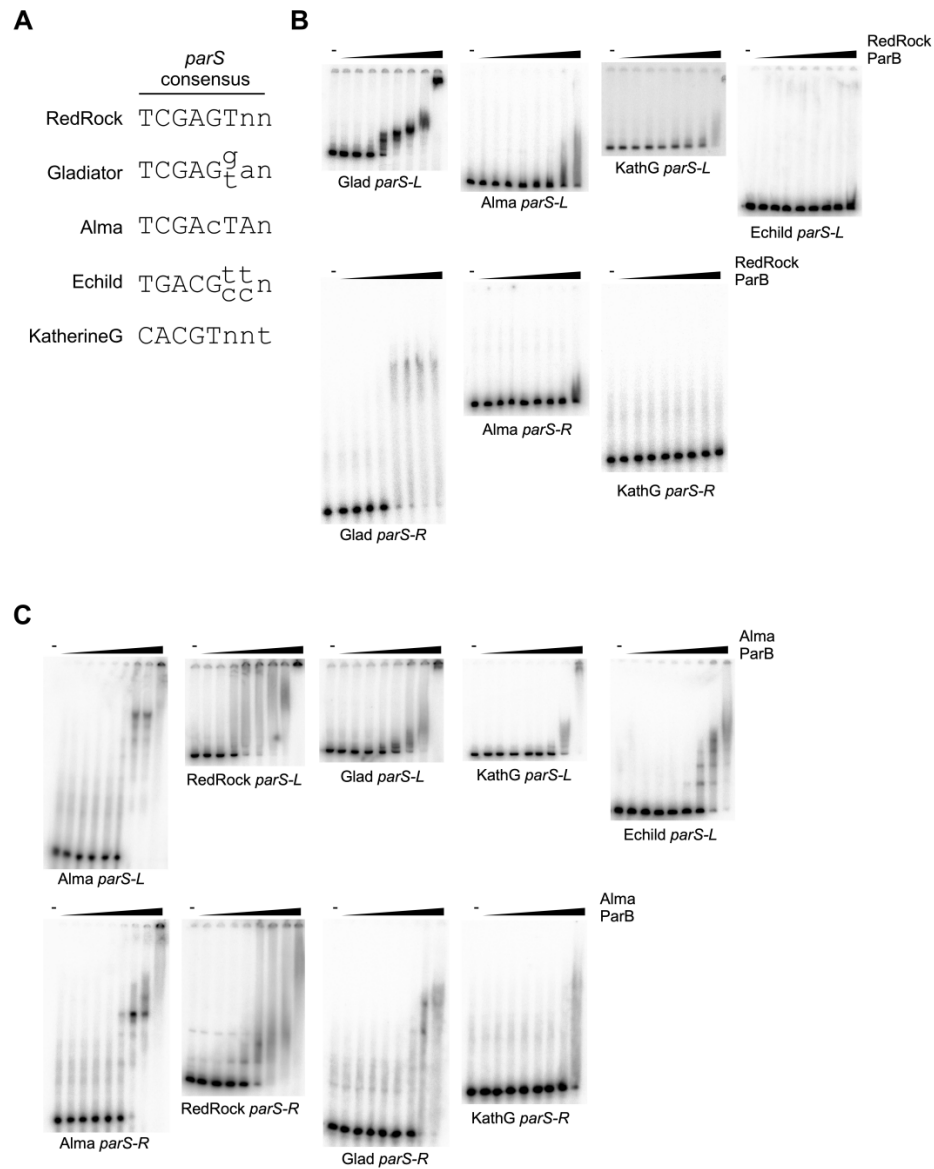 A
parS
consensus
RedRock TCGAGTnn
Gladiator TCGAG g/t an
Alma TCGAcTAn
Echild TGACG tt/cc n
KatherineG CACGTnnt
B
- - - - RedRock
ParB
Glad parS-L
Alma parS-L
KathG parS-L
Echild parS-L
- - - RedRock
ParB
Alma parS-R
KathG parS-R
Glad parS-R
C
- - - - - Alma
ParB
RedRock parS-L
Glad parS-L
KathG parS-L
Echild parS-L
Alma parS-L
- - - - Alma
ParB
RedRock parS-R
KathG parS-R
Alma parS-R
Glad parS-R